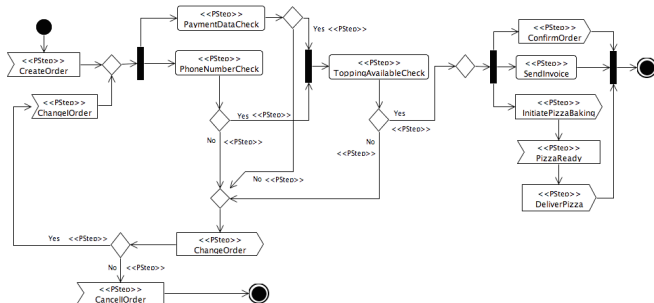 <<PStep>>
CreateOrder
<<PStep>>
ChangelOrder
<<PStep>>
PaymentDataCheck
<<PStep>>
PhoneNumberCheck
Yes <<PStep>>
Yes <<PStep>>
No
<<PStep>>
No <<PStep>>
<<PStep>>
ToppingAvailableCheck
Yes
<<PStep>>
No
<<PStep>>
<<PStep>>
ConfirmOrder
<<PStep>>
SendInvoice
<<PStep>>
InitiatePizzaBaking
<<PStep>>
PizzaReady
<<PStep>>
DeliverPizza
<<PStep>>
ChangeOrder
Yes <<PStep>>
No <<PStep>>
<<PStep>>
CancellOrder